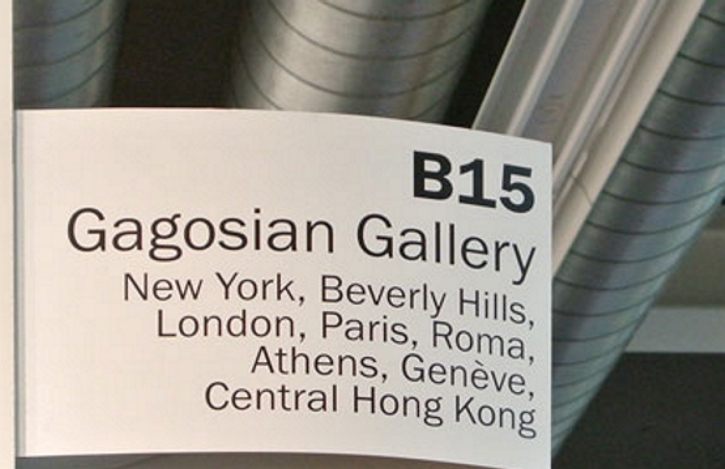 B15
Gagosian Gallery
New York, Beverly Hills,
London, Paris, Roma,
Athens, Genève,
Central Hong Kong